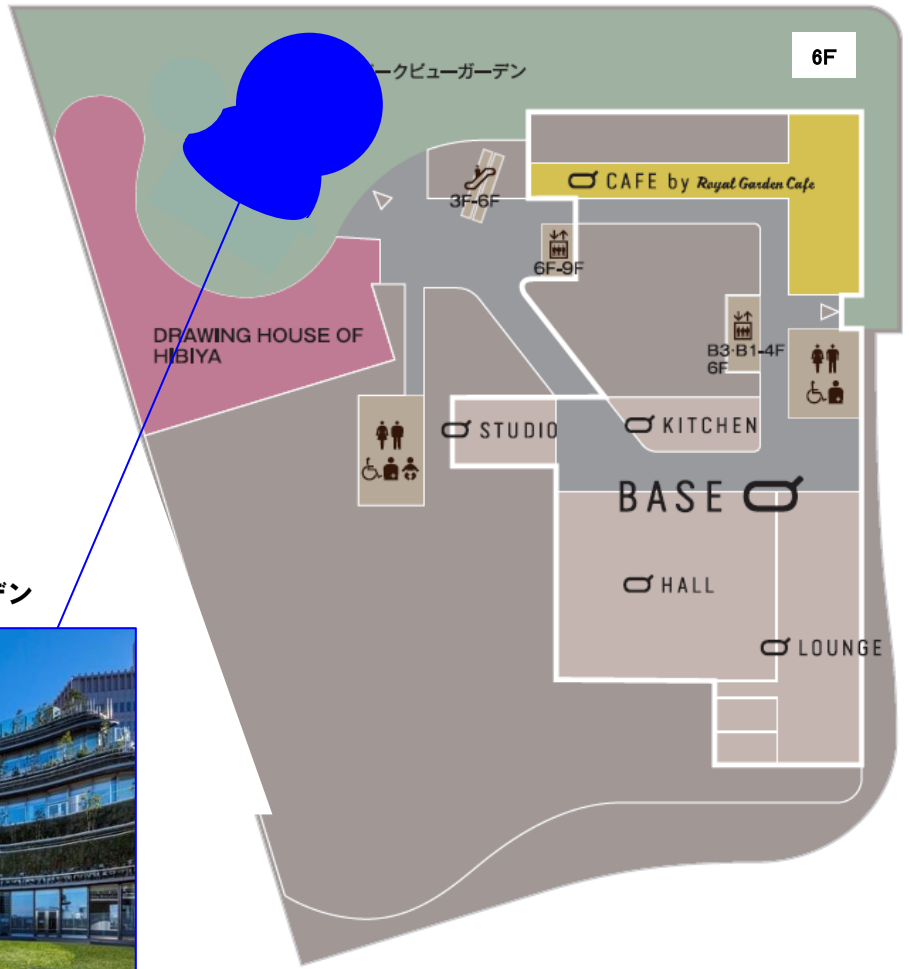 6F
ークビューガーデン
CAFE by Royal Garden Cafe
3F-6F
6F-9F
DRAWING HOUSE OF
HIBIYA
B3·B1-4F
6F
STUDIO
KITCHEN
BASE Q
HALL
LOUNGE
デン